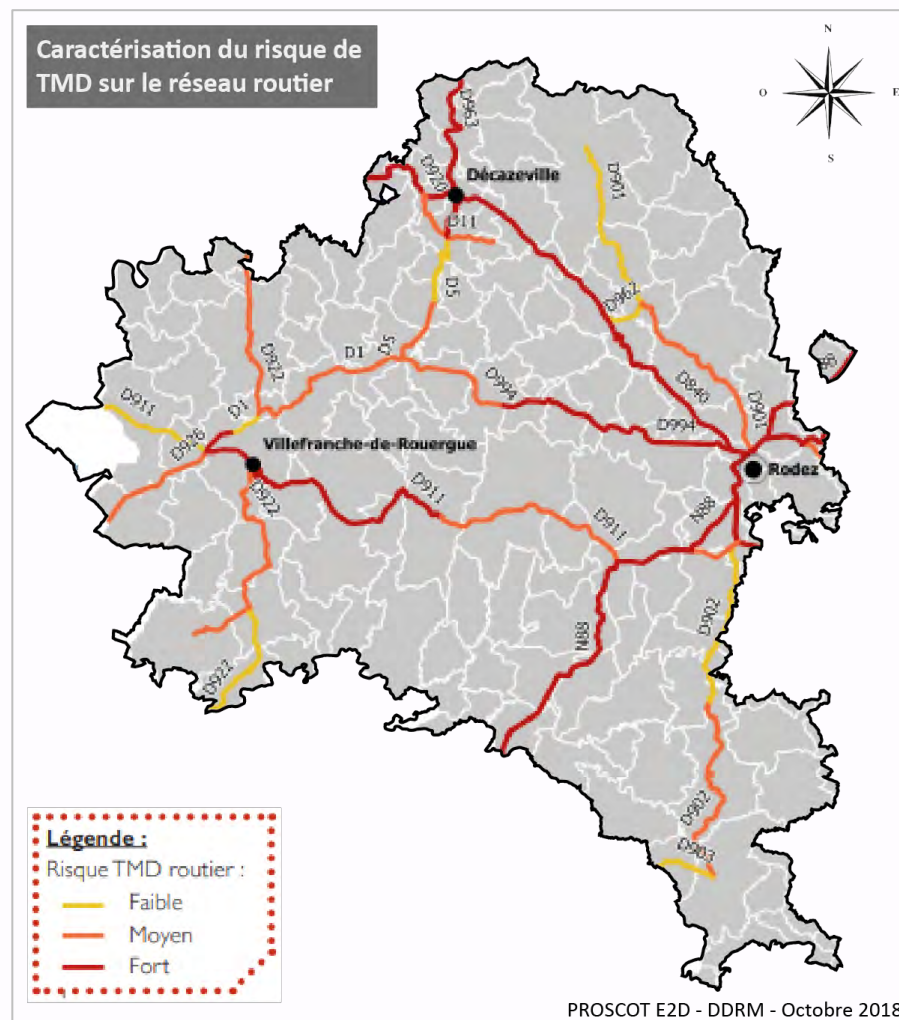 Caractérisation du risque de
TMD sur le réseau routier
N
O
E
S
D963
D920
Décazeville
D901
D11
D5
D962
D922
D1
D5
D994
D840
D901
88
D911
D1
D926
D994
Villefranche-de-Rouergue
Rodez
D922
D911
N88
D911
D902
N88
D922
D902
D903
Légende :
Risque TMD routier :
Faible
Moyen
Fort
PROSCOT E2D - DDRM - Octobre 2018